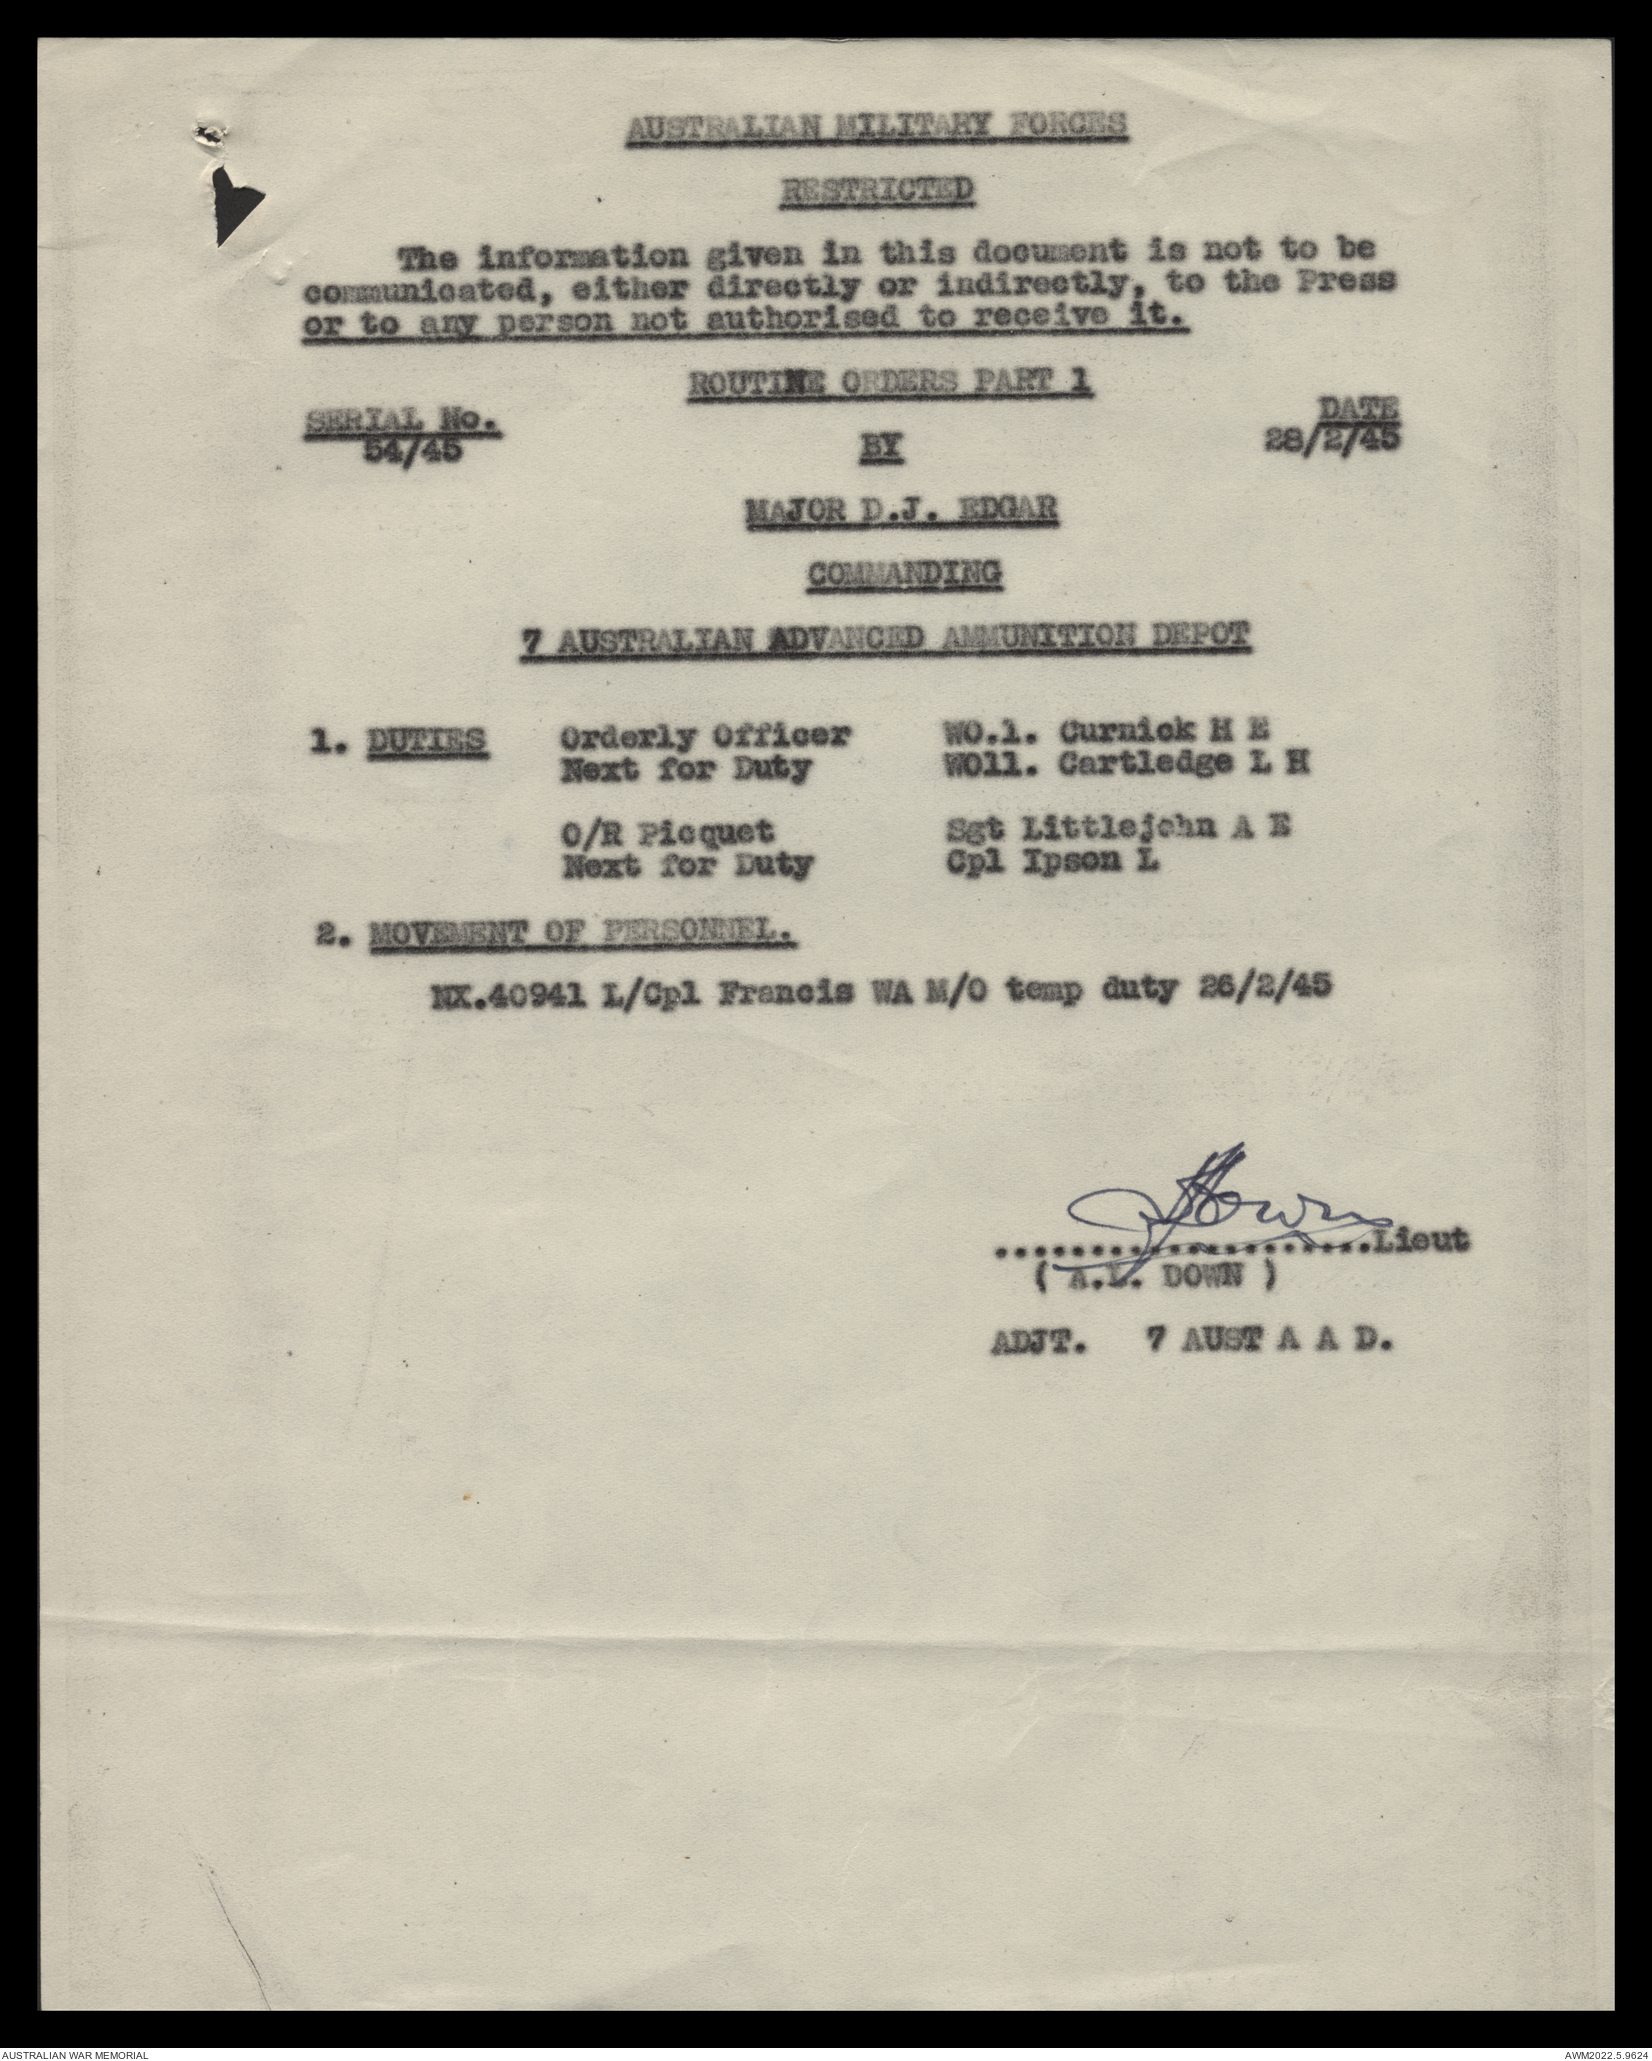 AUSTRALIAN MILITARY FORCES
RESTRICTED
The information given in this document is not to be
communicated, either directly or indirectly, to the Press
or to any person not authorised to receive it.
ROUTINE ORDERS PART 1
SERIAL No.
54/45
DATE
28/2/45
BY
MAJOR D.J. EDGAR
COMMANDING
7 AUSTRALIAN ADVANCED AMMUNITION DEPOT
1. DUTIES Orderly Officer WO.1. Curnick H E
Next for Duty WO11. Cartledge L H
O/R Picquet Sgt Littlejohn A E
Next for Duty Cpl Ipson L
2. MOVEMENT OF PERSONNEL.
NX.40941 L/Cpl Francis WA M/O temp duty 26/2/45
ADown
....................Lieut
( A.L. DOWN )
ADJT. 7 AUST A A D.
AUSTRALIAN WAR MEMORIAL
AWM2022.5.9624